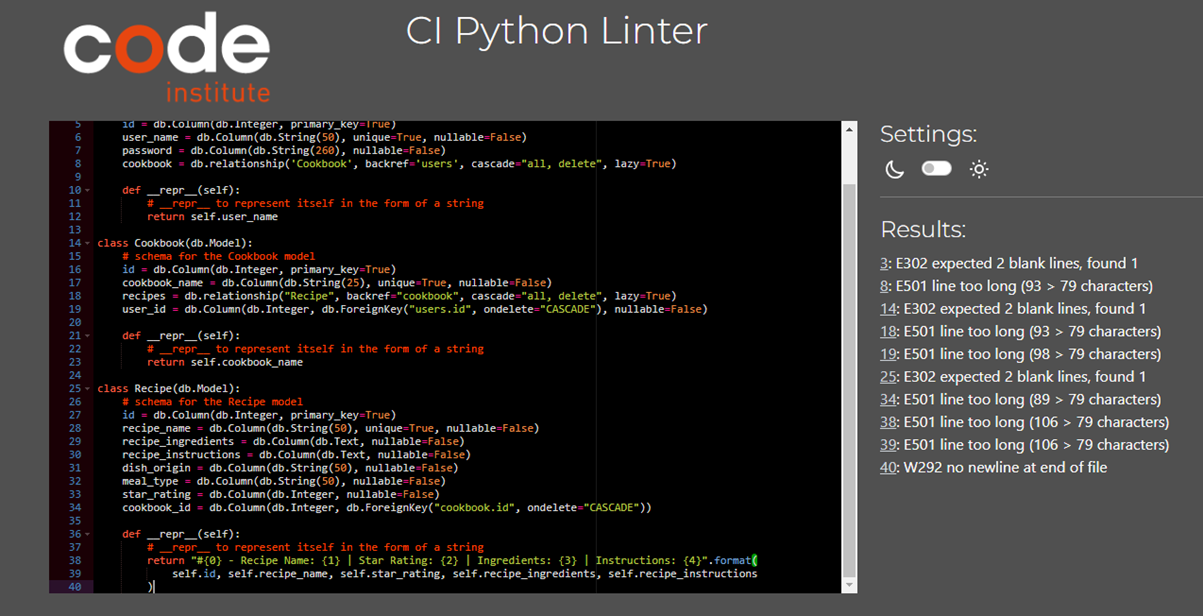 code
institute
CI Python Linter
5 id = db.Column(db.Integer, primary_key=True)
6 user_name = db.Column(db.String(50), unique=True, nullable=False)
7 password = db.Column(db.String(260), nullable=False)
8 cookbook = db.relationship('Cookbook', backref='users', cascade="all, delete", lazy=True)
9
10 def __repr__(self):
11 # __repr__ to represent itself in the form of a string
12 return self.user_name
13
14 class Cookbook(db.Model):
15 # schema for the Cookbook model
16 id = db.Column(db.Integer, primary_key=True)
17 cookbook_name = db.Column(db.String(25), unique=True, nullable=False)
18 recipes = db.relationship("Recipe", backref="cookbook", cascade="all, delete", lazy=True)
19 user_id = db.Column(db.Integer, db.ForeignKey("users.id", ondelete="CASCADE"), nullable=False)
20
21 def __repr__(self):
22 # __repr__ to represent itself in the form of a string
23 return self.cookbook_name
24
25 class Recipe(db.Model):
26 # schema for the Recipe model
27 id = db.Column(db.Integer, primary_key=True)
28 recipe_name = db.Column(db.String(50), unique=True, nullable=False)
29 recipe_ingredients = db.Column(db.Text, nullable=False)
30 recipe_instructions = db.Column(db.Text, nullable=False)
31 dish_origin = db.Column(db.String(50), nullable=False)
32 meal_type = db.Column(db.String(50), nullable=False)
33 star_rating = db.Column(db.Integer, nullable=False)
34 cookbook_id = db.Column(db.Integer, db.ForeignKey("cookbook.id", ondelete="CASCADE"))
35
36 def __repr__(self):
37 # __repr__ to represent itself in the form of a string
38 return "#{0} - Recipe Name: {1} | Star Rating: {2} | Ingredients: {3} | Instructions: {4}".format(
39 self.id, self.recipe_name, self.star_rating, self.recipe_ingredients, self.recipe_instructions
40 )
Settings:
Results:
3: E302 expected 2 blank lines, found 1
8: E501 line too long (93 > 79 characters)
14: E302 expected 2 blank lines, found 1
18: E501 line too long (93 > 79 characters)
19: E501 line too long (98 > 79 characters)
25: E302 expected 2 blank lines, found 1
34: E501 line too long (89 > 79 characters)
38: E501 line too long (106 > 79 characters)
39: E501 line too long (106 > 79 characters)
40: W292 no newline at end of file